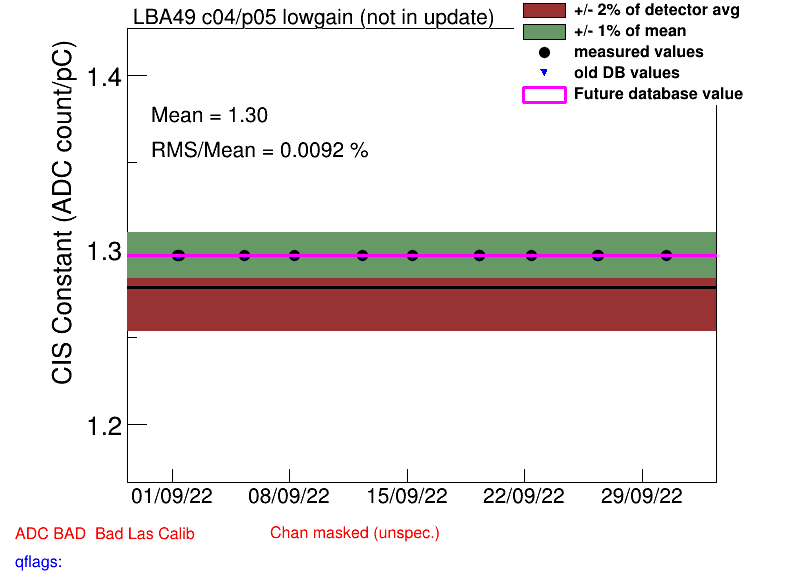 LBA49 c04/p05 lowgain (not in update)
+/- 2% of detector avg
+/- 1% of mean
measured values
old DB values
Future database value
Mean = 1.30
RMS/Mean = 0.0092 %
CIS Constant (ADC count/pC)
1.4
1.3
1.2
01/09/22 08/09/22 15/09/22 22/09/22 29/09/22
ADC BAD  Bad Las Calib Chan masked (unspec.)
qflags: